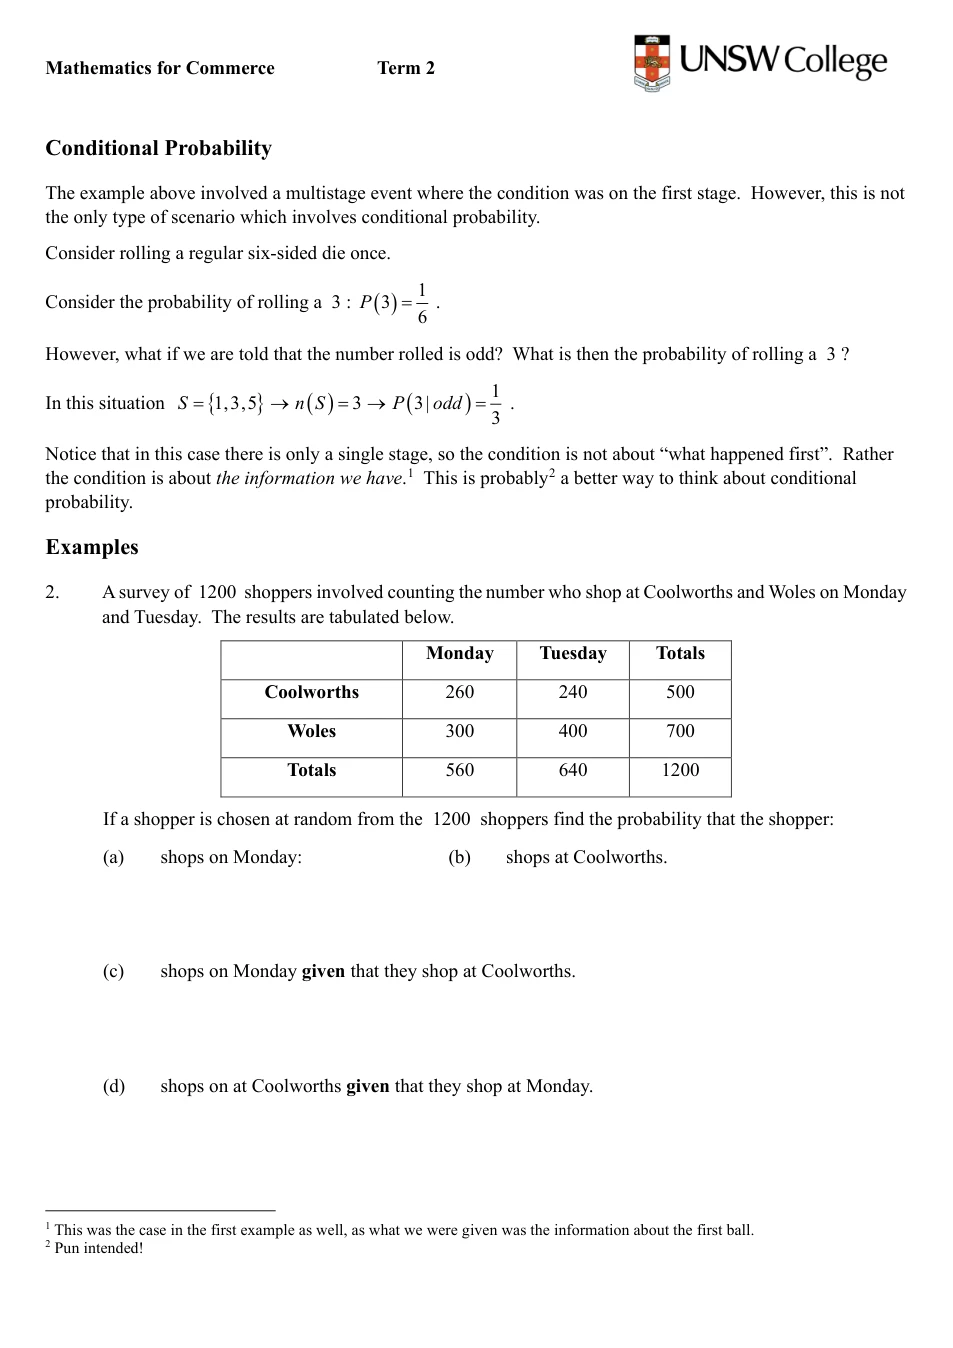 UNSW College
Mathematics for Commerce Term 2
Conditional Probability
The example above involved a multistage event where the condition was on the first stage. However, this is not
the only type of scenario which involves conditional probability.
Consider rolling a regular six-sided die once.
Consider the probability of rolling a 3 : P(3) = 1/6 .
However, what if we are told that the number rolled is odd? What is then the probability of rolling a 3 ?
In this situation S = {1,3,5} → n(S) = 3 → P(3 | odd) = 1/3 .
Notice that in this case there is only a single stage, so the condition is not about “what happened first”. Rather
the condition is about the information we have.¹ This is probably² a better way to think about conditional
probability.
Examples
2. A survey of 1200 shoppers involved counting the number who shop at Coolworths and Woles on Monday
and Tuesday. The results are tabulated below.
Monday Tuesday Totals
Coolworths 260 240 500
Woles 300 400 700
Totals 560 640 1200
If a shopper is chosen at random from the 1200 shoppers find the probability that the shopper:
(a) shops on Monday: (b) shops at Coolworths.
(c) shops on Monday given that they shop at Coolworths.
(d) shops on at Coolworths given that they shop at Monday.
¹ This was the case in the first example as well, as what we were given was the information about the first ball.
² Pun intended!